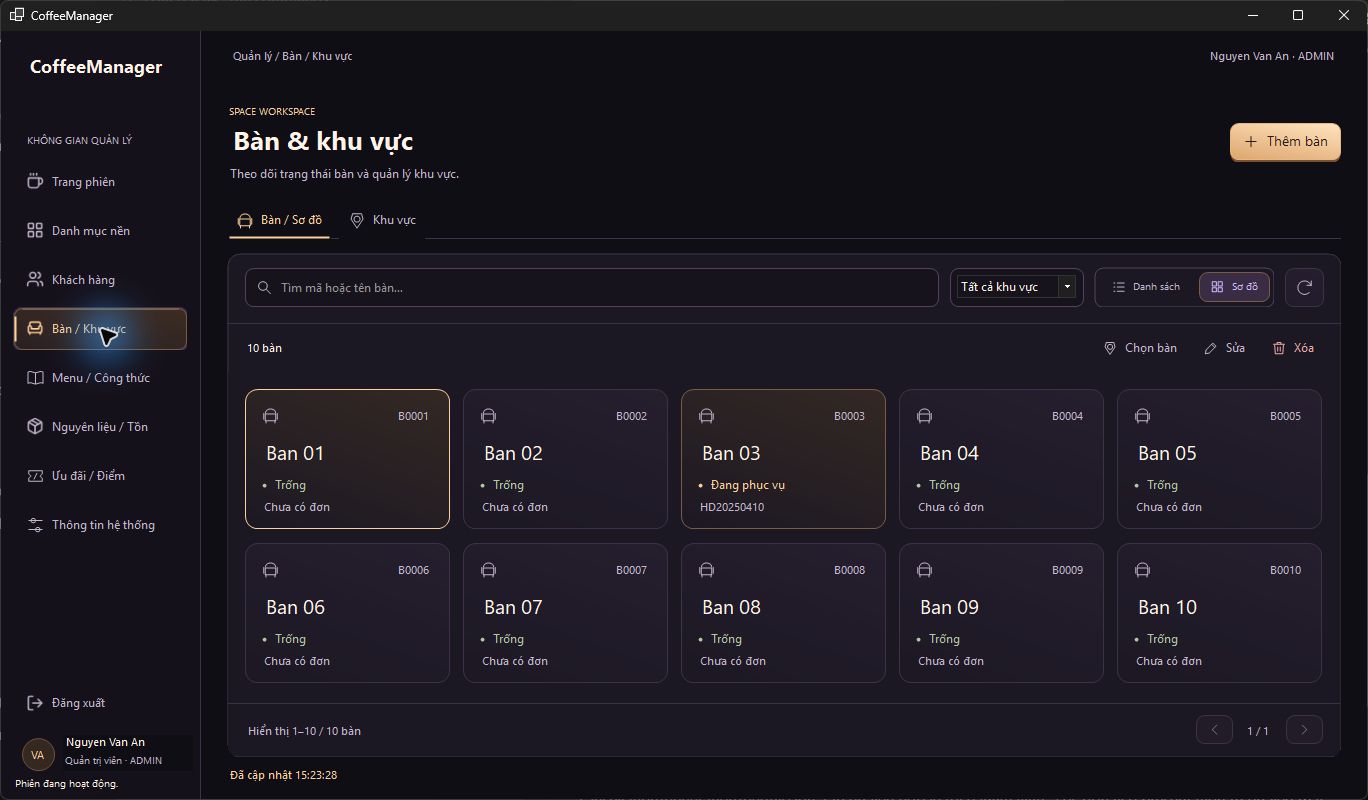 CoffeeManager
CoffeeManager
Quản lý / Bàn / Khu vực
Nguyen Van An · ADMIN
KHÔNG GIAN QUẢN LÝ
Trang phiên
Danh mục nền
Khách hàng
Bàn / Khu vực
Menu / Công thức
Nguyên liệu / Tồn
Ưu đãi / Điểm
Thông tin hệ thống
Đăng xuất
VA
Nguyen Van An
Quản trị viên · ADMIN
Phiên đang hoạt động.
SPACE WORKSPACE
Bàn & khu vực
Theo dõi trạng thái bàn và quản lý khu vực.
Thêm bàn
Bàn / Sơ đồ
Khu vực
Tìm mã hoặc tên bàn...
Tất cả khu vực
Danh sách
Sơ đồ
10 bàn
Chọn bàn
Sửa
Xóa
B0001
Ban 01
• Trống
Chưa có đơn
B0002
Ban 02
• Trống
Chưa có đơn
B0003
Ban 03
• Đang phục vụ
HD20250410
B0004
Ban 04
• Trống
Chưa có đơn
B0005
Ban 05
• Trống
Chưa có đơn
B0006
Ban 06
• Trống
Chưa có đơn
B0007
Ban 07
• Trống
Chưa có đơn
B0008
Ban 08
• Trống
Chưa có đơn
B0009
Ban 09
• Trống
Chưa có đơn
B0010
Ban 10
• Trống
Chưa có đơn
Hiển thị 1–10 / 10 bàn
1 / 1
Đã cập nhật 15:23:28